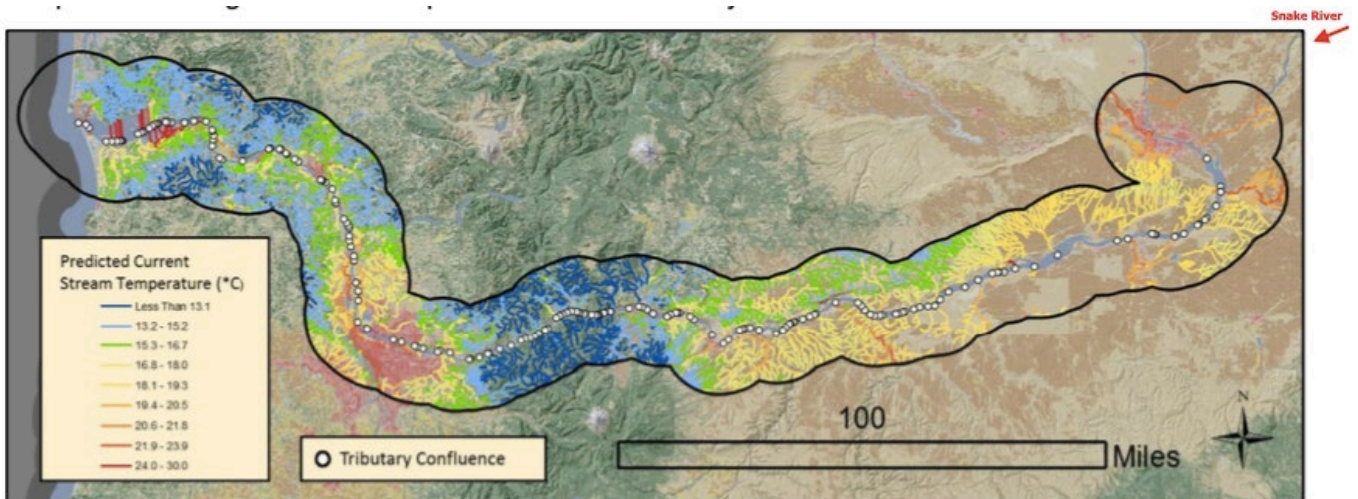 Snake River
Predicted Current
Stream Temperature (°C)
Less Than 13.1
13.2 - 15.2
15.3 - 16.7
16.8 - 18.0
18.1 - 19.3
19.4 - 20.5
20.6 - 21.8
21.9 - 23.9
24.0 - 30.0
Tributary Confluence
100
Miles
N